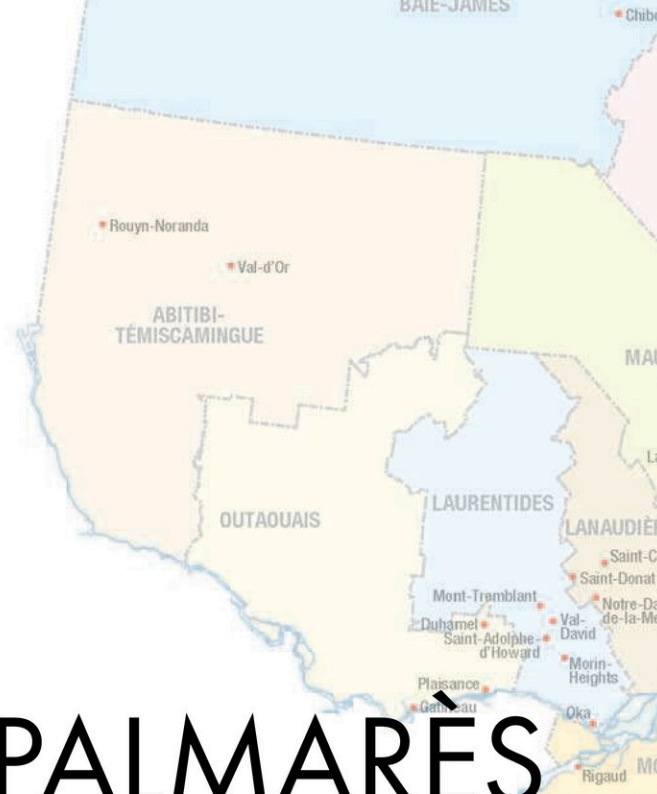 BAIE-JAMES
Rouyn-Noranda
Val-d'Or
ABITIBI-
TÉMISCAMINGUE
OUTAOUAIS
LAURENTIDES
Mont-Tremblant
Saint-Donat
Duhamel
Val-
David
Saint-Adolphe-
d'Howard
Morin-
Heights
Plaisance
Gatineau
Oka
PALMARÈS
Rigaud